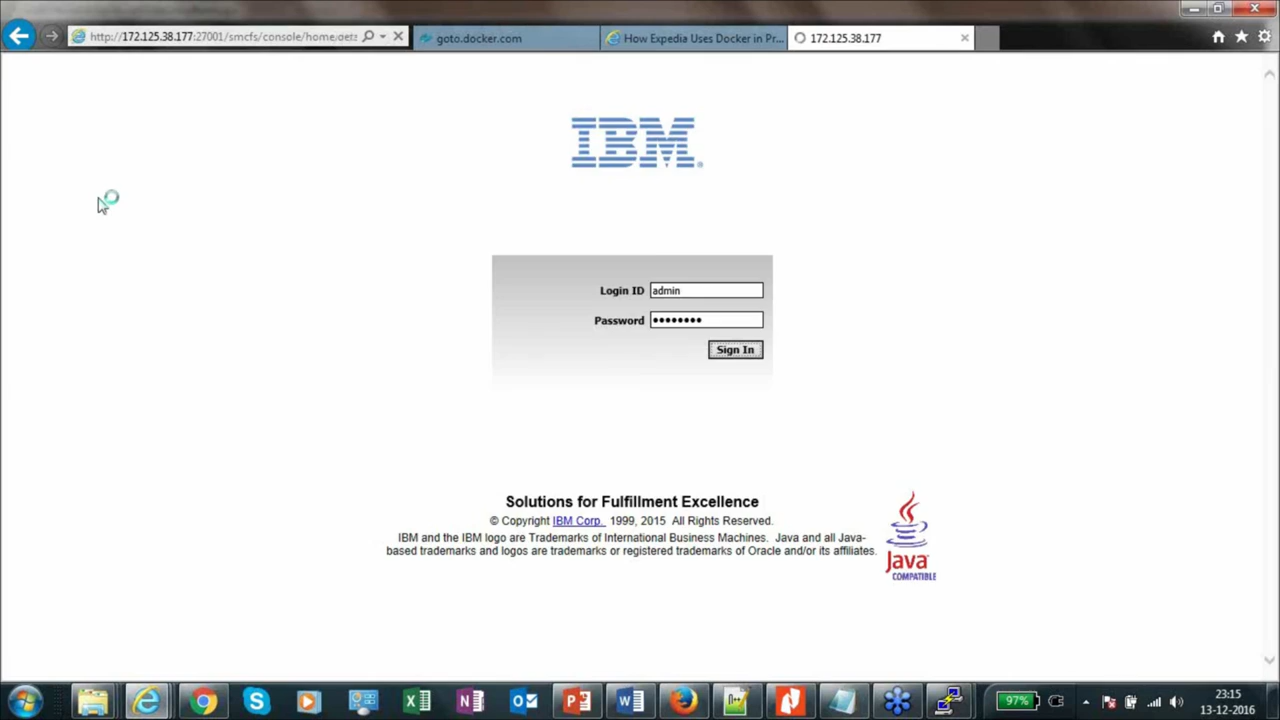 http://172.125.38.177:27001/smcfs/console/home.deta
goto.docker.com
How Expedia Uses Docker in Pr...
172.125.38.177
IBM
Login ID admin
Password ••••••••
Sign In
Solutions for Fulfillment Excellence
© Copyright IBM Corp. 1999, 2015 All Rights Reserved.
IBM and the IBM logo are Trademarks of International Business Machines. Java and all Java-
based trademarks and logos are trademarks or registered trademarks of Oracle and/or its affiliates.
Java
COMPATIBLE
97%
23:15
13-12-2016